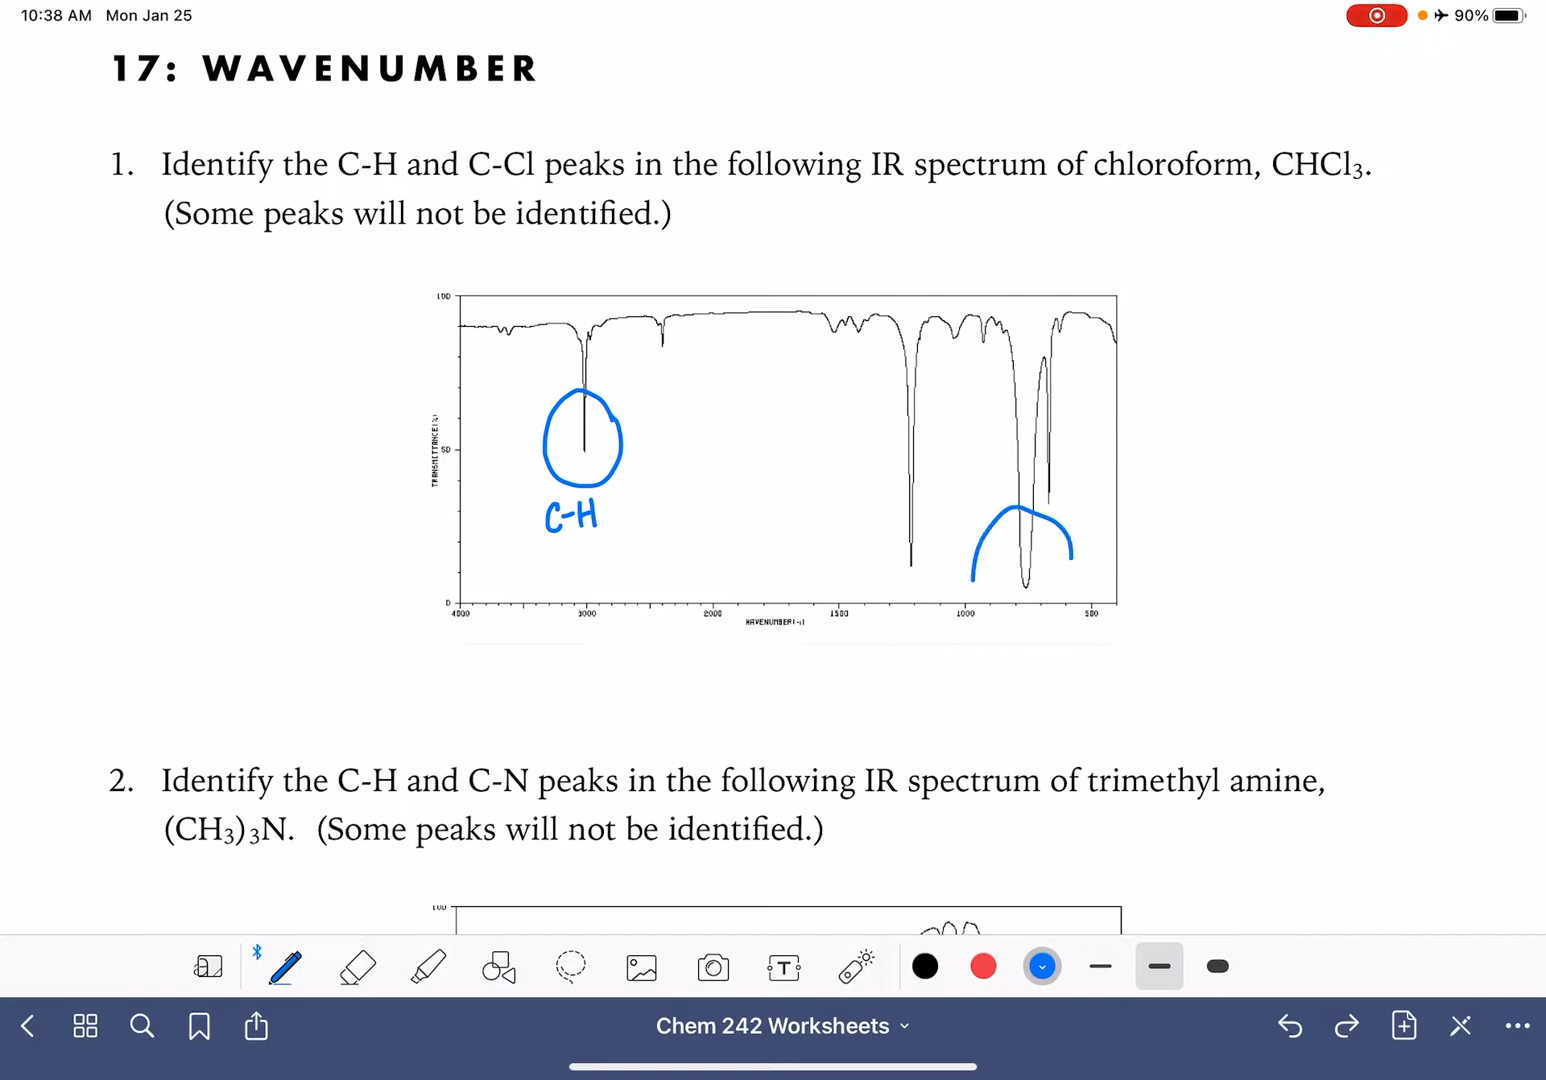 10:38 AM Mon Jan 25
90%
17: WAVENUMBER
1. Identify the C-H and C-Cl peaks in the following IR spectrum of chloroform, CHCl3.
(Some peaks will not be identified.)
100
TRANSMITTANCE(%)
50
C-H
0
4000 3000 2000 1500 1000 500
2. Identify the C-H and C-N peaks in the following IR spectrum of trimethyl amine,
(CH3)3N. (Some peaks will not be identified.)
100
T
Chem 242 Worksheets